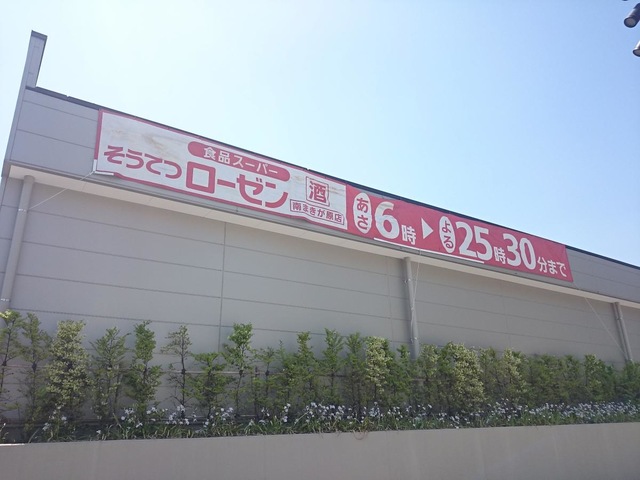 食品スーパー
そうてつローゼン
酒
南まきが原店
あさ6時▶よる25時30分まで